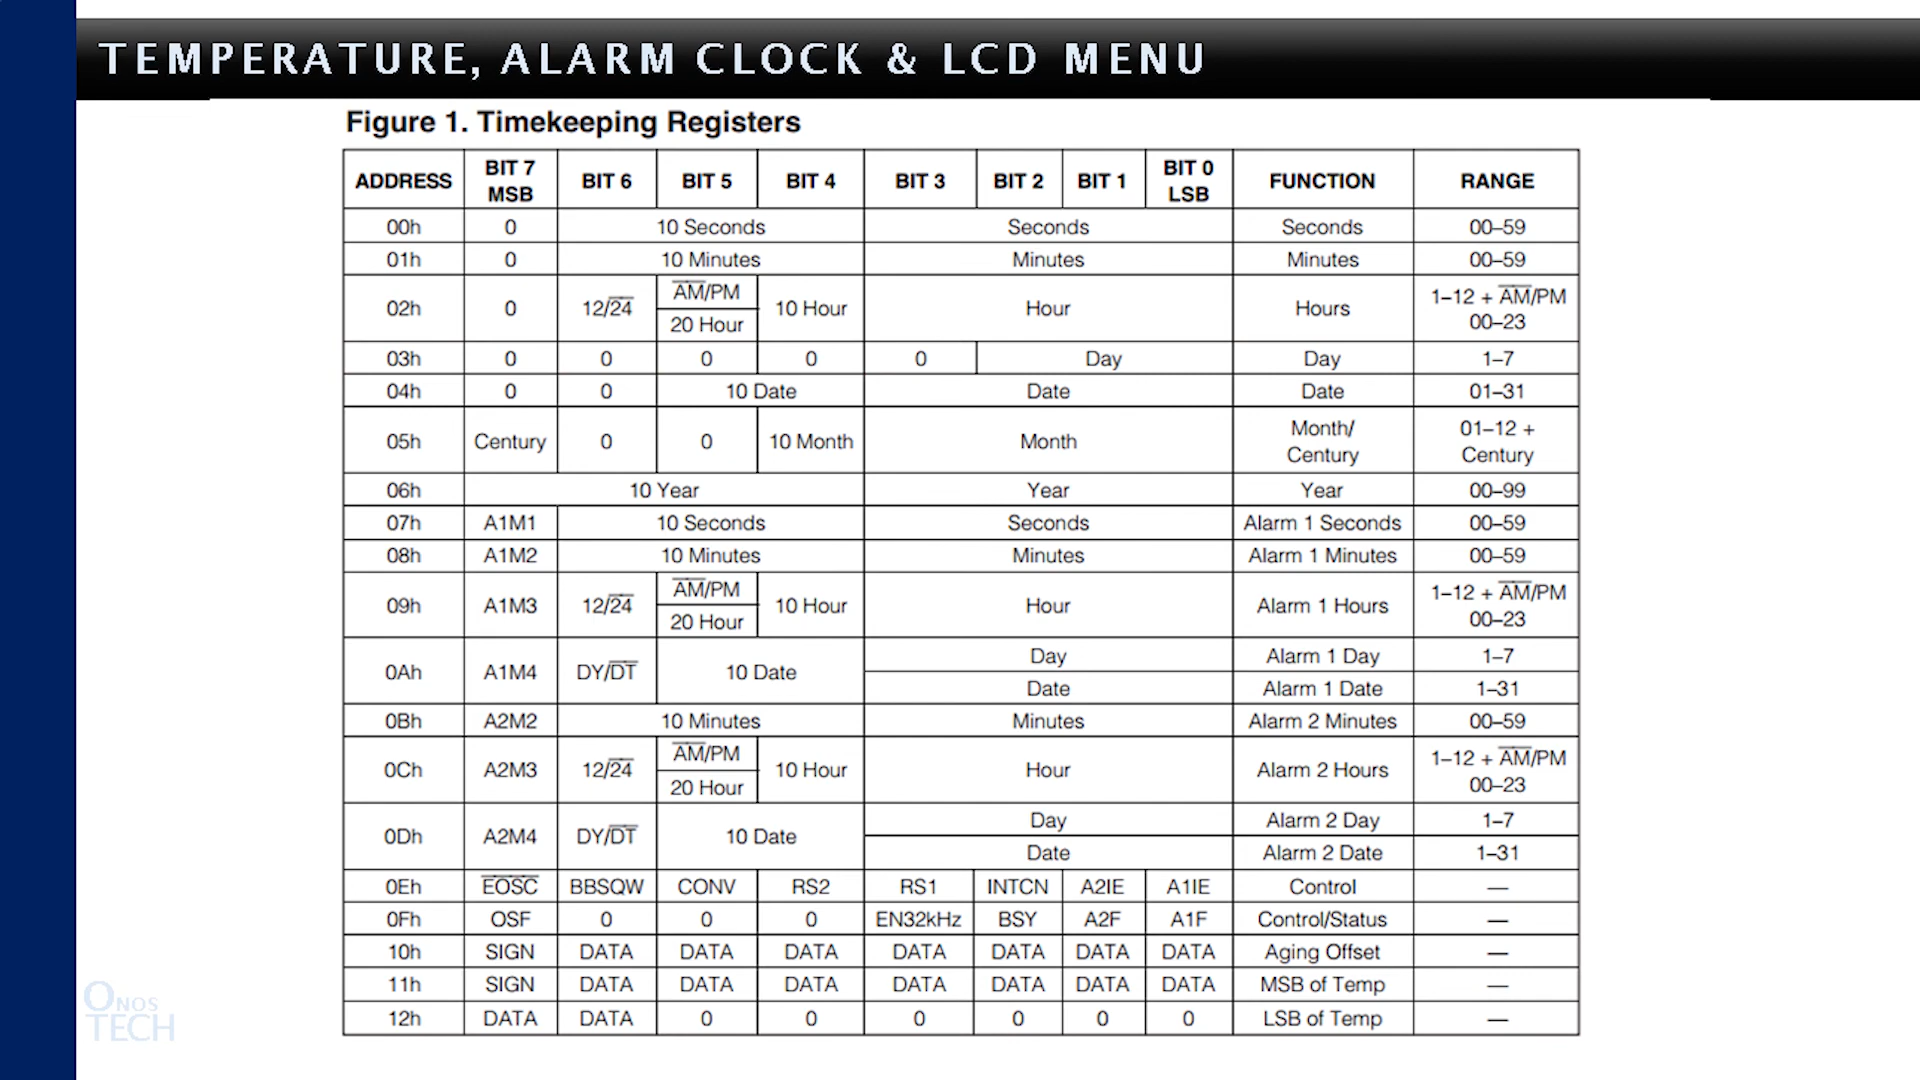 TEMPERATURE, ALARM CLOCK & LCD MENU
Figure 1. Timekeeping Registers
ADDRESS BIT 7 MSB BIT 6 BIT 5 BIT 4 BIT 3 BIT 2 BIT 1 BIT 0 LSB FUNCTION RANGE
00h 0 10 Seconds Seconds Seconds 00–59
01h 0 10 Minutes Minutes Minutes 00–59
02h 0 12/2̅4̅ A̅M̅/PM 20 Hour 10 Hour Hour Hours 1–12 + A̅M̅/PM 00–23
03h 0 0 0 0 0 Day Day 1–7
04h 0 0 10 Date Date Date 01–31
05h Century 0 0 10 Month Month Month/ Century 01–12 + Century
06h 10 Year Year Year 00–99
07h A1M1 10 Seconds Seconds Alarm 1 Seconds 00–59
08h A1M2 10 Minutes Minutes Alarm 1 Minutes 00–59
09h A1M3 12/2̅4̅ A̅M̅/PM 20 Hour 10 Hour Hour Alarm 1 Hours 1–12 + A̅M̅/PM 00–23
0Ah A1M4 DY/D̅T̅ 10 Date Day Alarm 1 Day 1–7
Date Alarm 1 Date 1–31
0Bh A2M2 10 Minutes Minutes Alarm 2 Minutes 00–59
0Ch A2M3 12/2̅4̅ A̅M̅/PM 20 Hour 10 Hour Hour Alarm 2 Hours 1–12 + A̅M̅/PM 00–23
0Dh A2M4 DY/D̅T̅ 10 Date Day Alarm 2 Day 1–7
Date Alarm 2 Date 1–31
0Eh E̅O̅S̅C̅ BBSQW CONV RS2 RS1 INTCN A2IE A1IE Control —
0Fh OSF 0 0 0 EN32kHz BSY A2F A1F Control/Status —
10h SIGN DATA DATA DATA DATA DATA DATA DATA Aging Offset —
11h SIGN DATA DATA DATA DATA DATA DATA DATA MSB of Temp —
12h DATA DATA 0 0 0 0 0 0 LSB of Temp —
ONOS
TECH